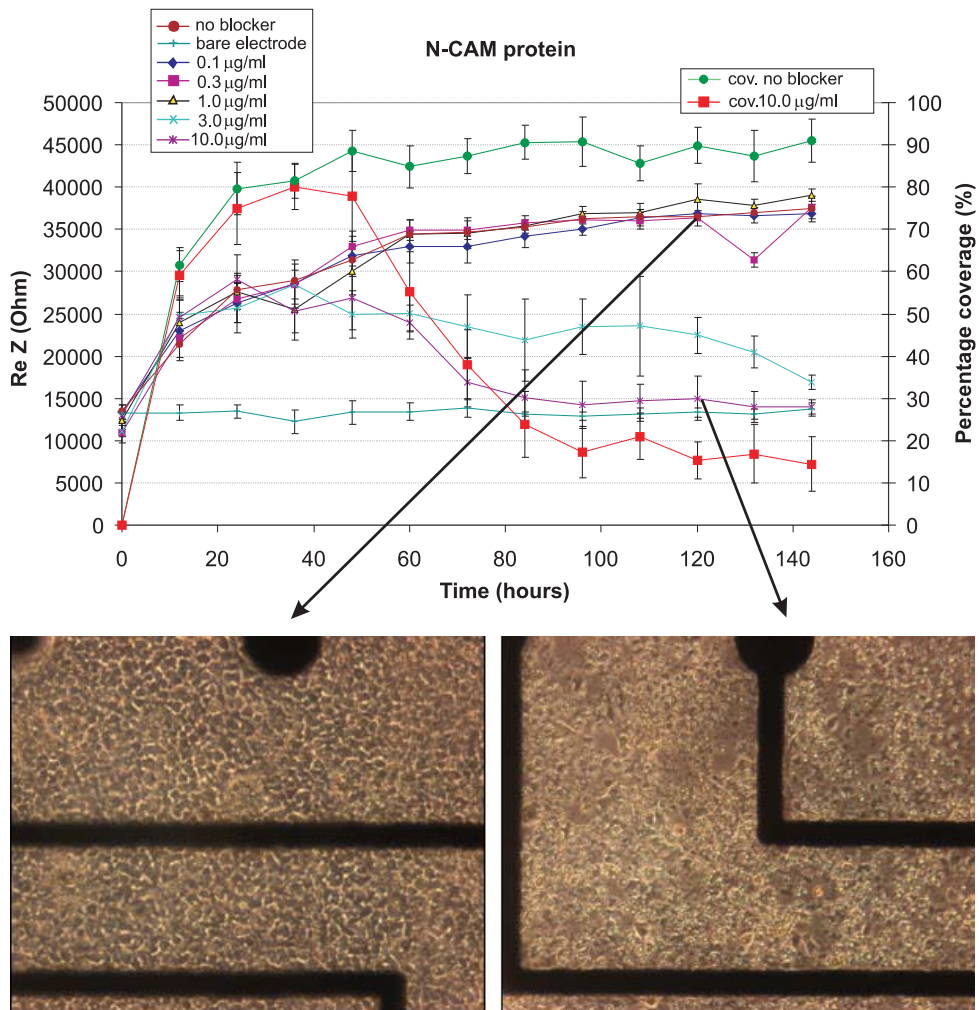 N-CAM protein
no blocker
bare electrode
0.1 µg/ml
0.3 µg/ml
1.0 µg/ml
3.0 µg/ml
10.0 µg/ml
cov. no blocker
cov.10.0 µg/ml
Re Z (Ohm)
50000
45000
40000
35000
30000
25000
20000
15000
10000
5000
0
100
90
80
70
60
50
40
30
20
10
0
Percentage coverage (%)
0 20 40 60 80 100 120 140 160
Time (hours)